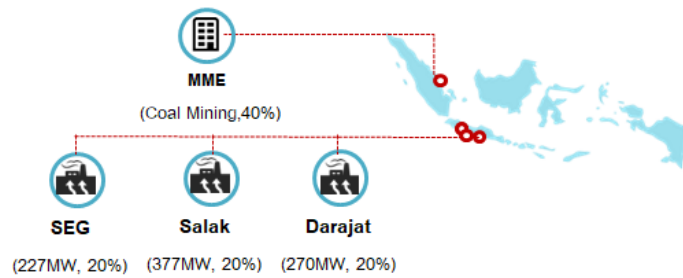 MME
(Coal Mining,40%)
SEG Salak Darajat
(227MW, 20%) (377MW, 20%) (270MW, 20%)